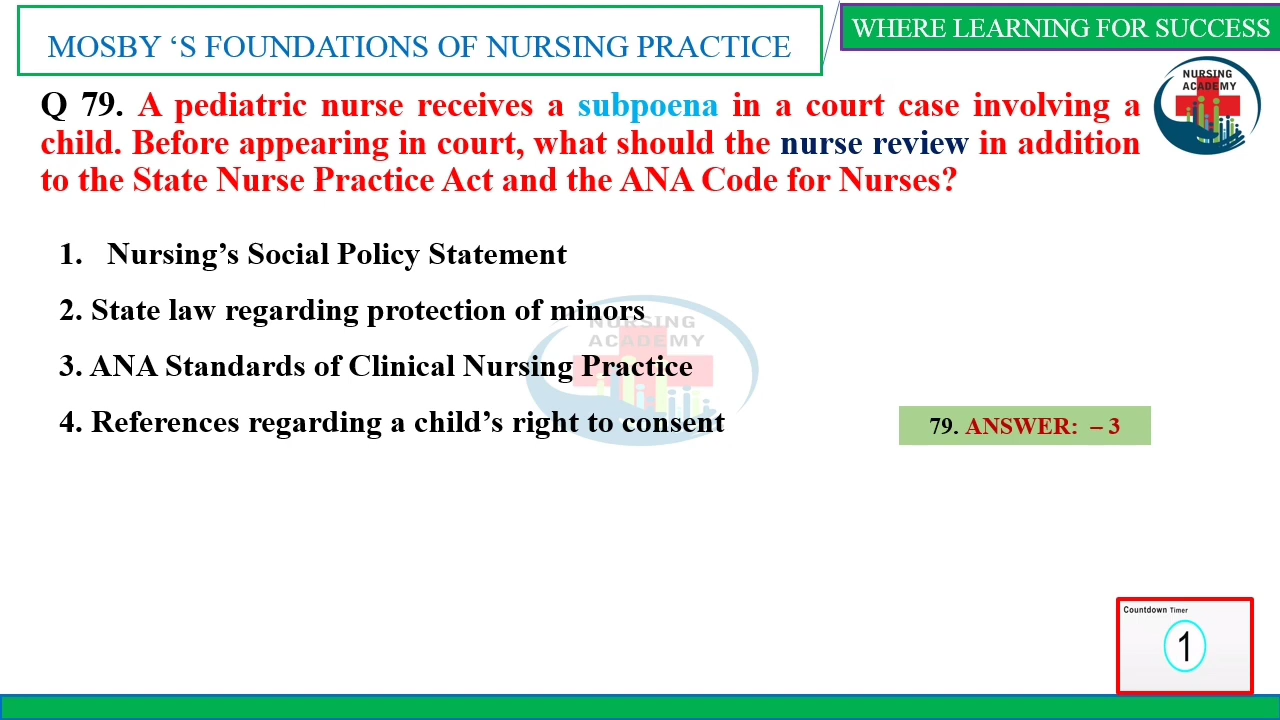 MOSBY ‘S FOUNDATIONS OF NURSING PRACTICE
WHERE LEARNING FOR SUCCESS
NURSING
ACADEMY
Q 79. A pediatric nurse receives a subpoena in a court case involving a
child. Before appearing in court, what should the nurse review in addition
to the State Nurse Practice Act and the ANA Code for Nurses?
1. Nursing’s Social Policy Statement
2. State law regarding protection of minors
NURSING
ACADEMY
3. ANA Standards of Clinical Nursing Practice
4. References regarding a child’s right to consent
79. ANSWER: – 3
Countdown Timer
1